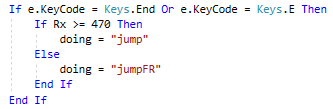 If e.KeyCode = Keys.End Or e.KeyCode = Keys.E Then
If Rx >= 470 Then
doing = "jump"
Else
doing = "jumpFR"
End If
End If